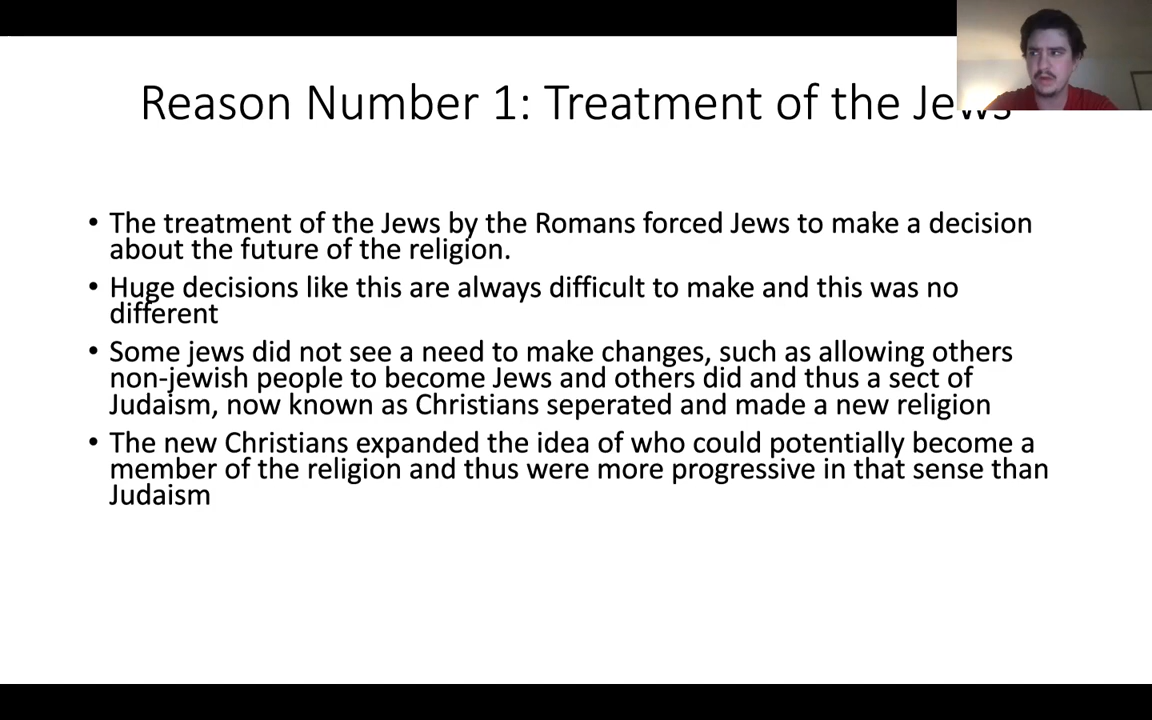 Reason Number 1: Treatment of the Jews
• The treatment of the Jews by the Romans forced Jews to make a decision
about the future of the religion.
• Huge decisions like this are always difficult to make and this was no
different
• Some jews did not see a need to make changes, such as allowing others
non-jewish people to become Jews and others did and thus a sect of
Judaism, now known as Christians seperated and made a new religion
• The new Christians expanded the idea of who could potentially become a
member of the religion and thus were more progressive in that sense than
Judaism